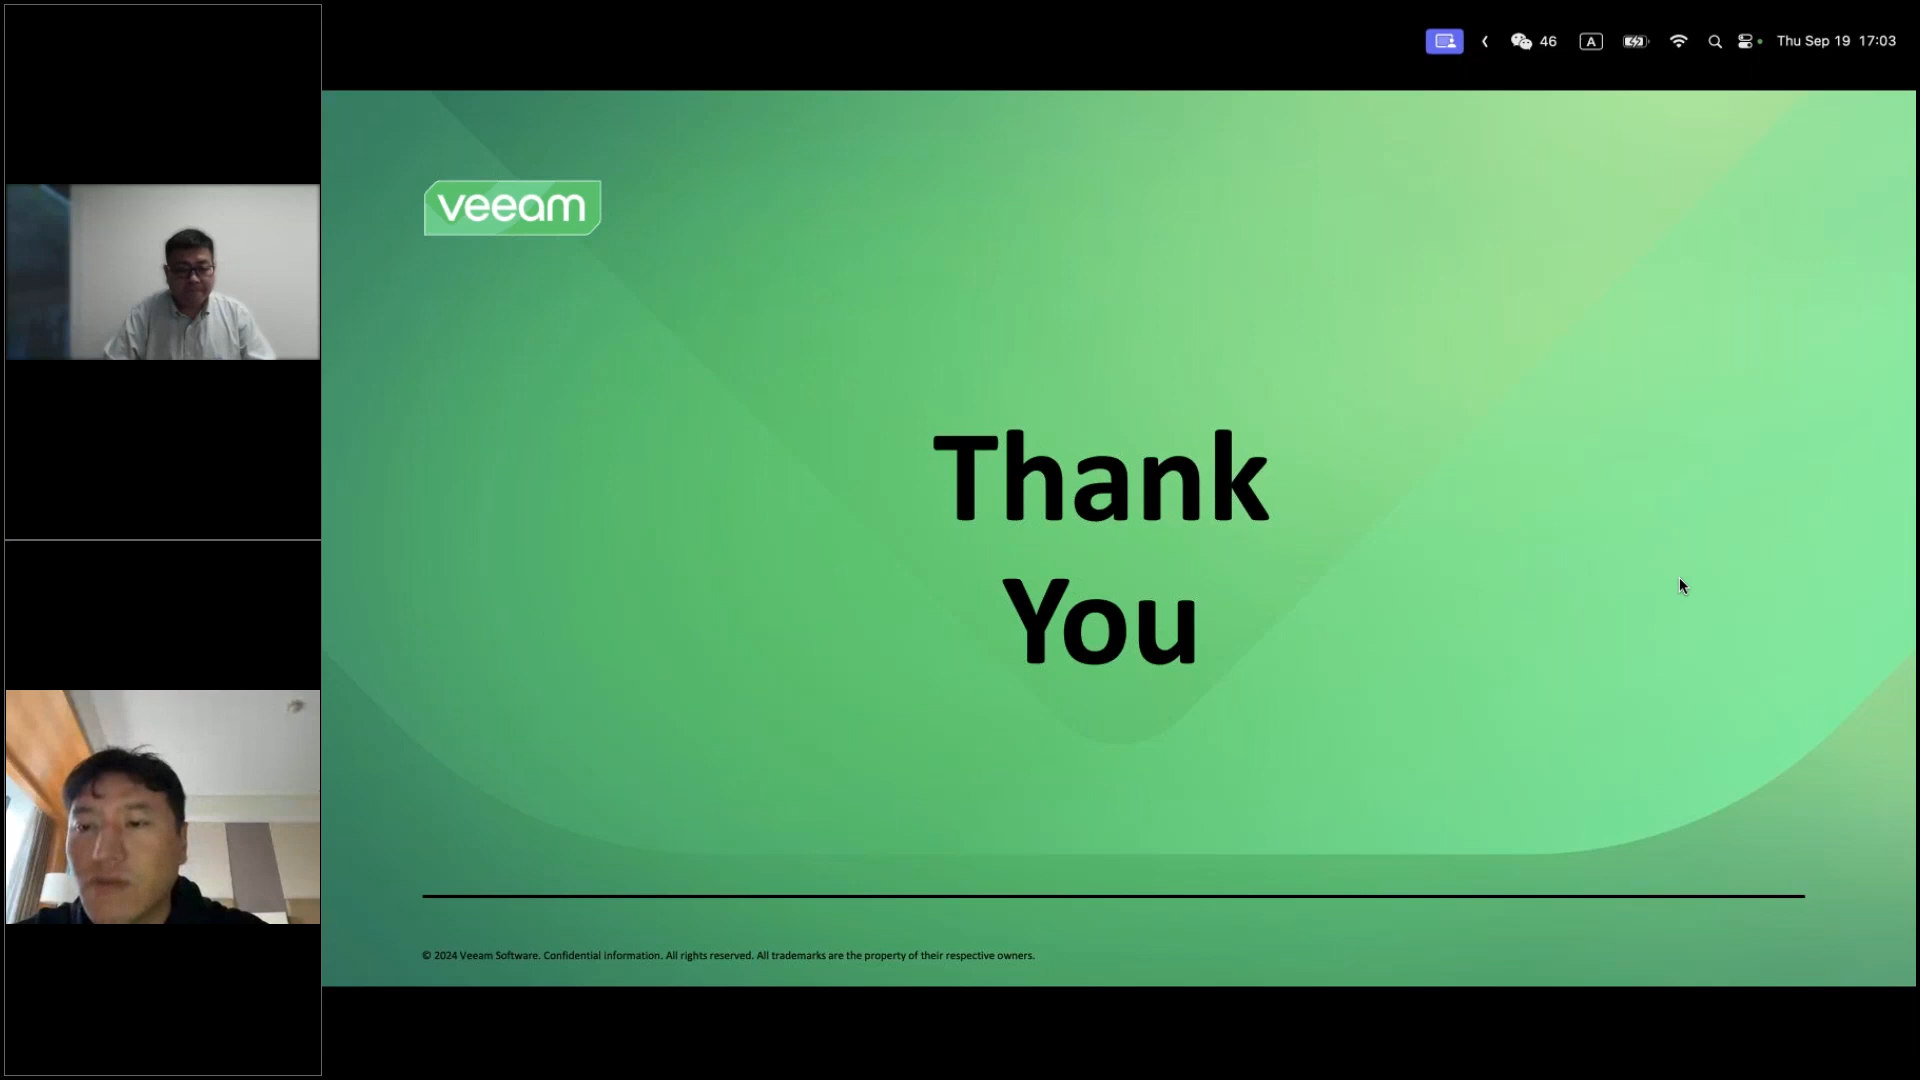 46 A Thu Sep 19 17:03
veeam
Thank
You
© 2024 Veeam Software. Confidential information. All rights reserved. All trademarks are the property of their respective owners.